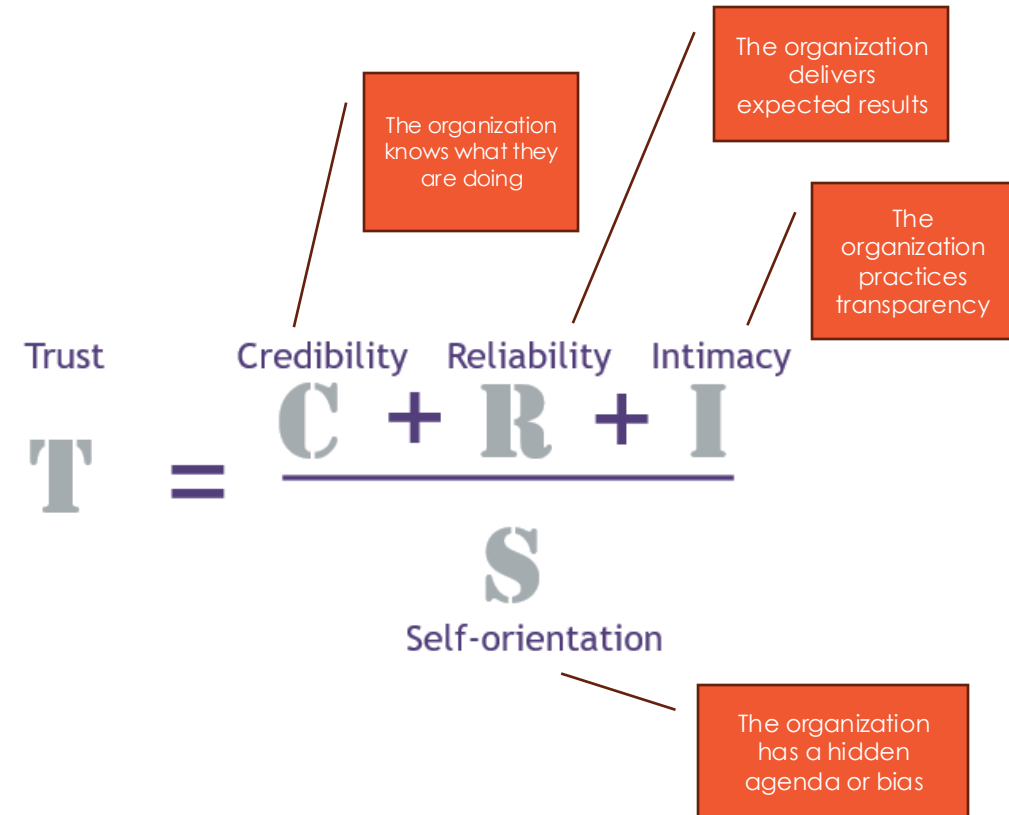 The organization
delivers
expected results
The organization
knows what they
are doing
The
organization
practices
transparency
Trust
Credibility
Reliability
Intimacy
T = C + R + I
S
Self-orientation
The organization
has a hidden
agenda or bias